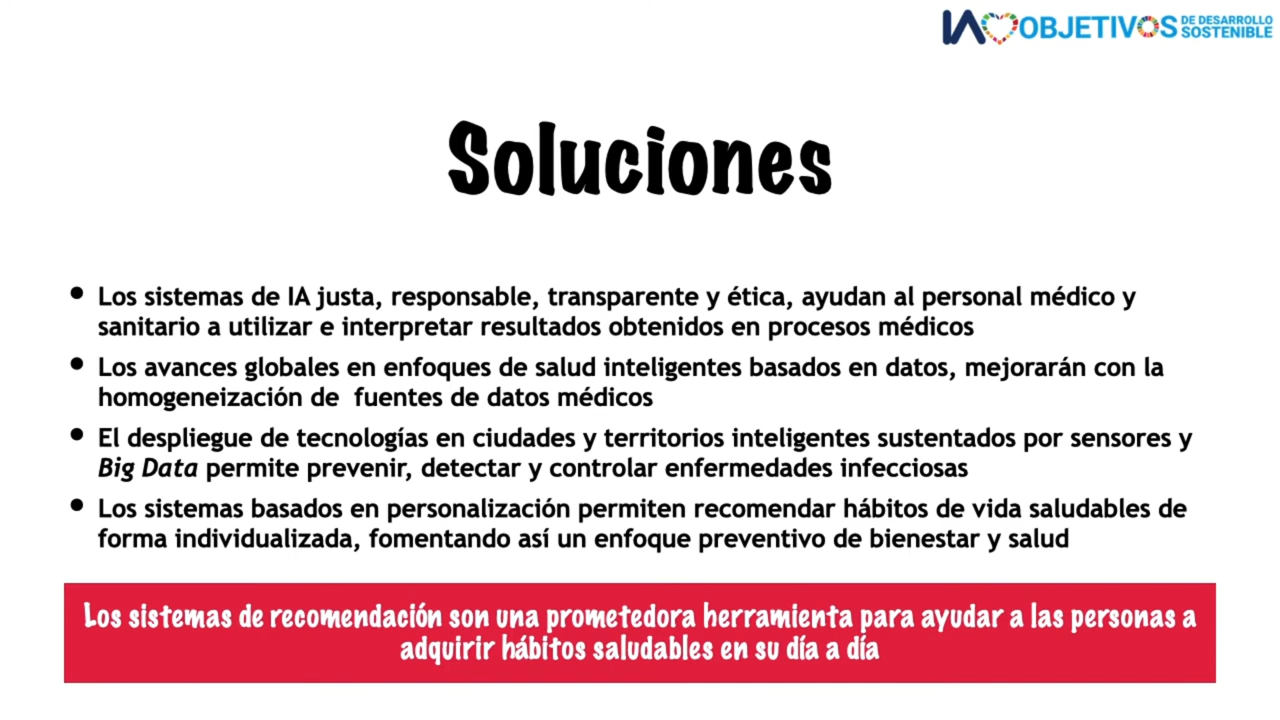 IA OBJETIVOS DE DESARROLLO SOSTENIBLE
Soluciones
• Los sistemas de IA justa, responsable, transparente y ética, ayudan al personal médico y
sanitario a utilizar e interpretar resultados obtenidos en procesos médicos
• Los avances globales en enfoques de salud inteligentes basados en datos, mejorarán con la
homogeneización de  fuentes de datos médicos
• El despliegue de tecnologías en ciudades y territorios inteligentes sustentados por sensores y
Big Data permite prevenir, detectar y controlar enfermedades infecciosas
• Los sistemas basados en personalización permiten recomendar hábitos de vida saludables de
forma individualizada, fomentando así un enfoque preventivo de bienestar y salud
Los sistemas de recomendación son una prometedora herramienta para ayudar a las personas a
adquirir hábitos saludables en su día a día